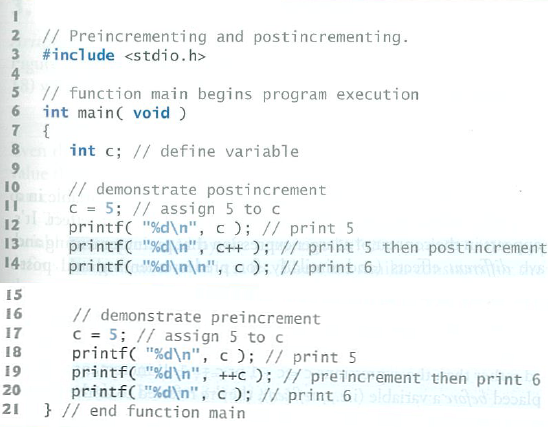 1
2 // Preincrementing and postincrementing.
3 #include <stdio.h>
4
5 // function main begins program execution
6 int main( void )
7 {
8 int c; // define variable
9
10 // demonstrate postincrement
11 c = 5; // assign 5 to c
12 printf( "%d\n", c ); // print 5
13 printf( "%d\n", c++ ); // print 5 then postincrement
14 printf( "%d\n\n", c ); // print 6
15
16 // demonstrate preincrement
17 c = 5; // assign 5 to c
18 printf( "%d\n", c ); // print 5
19 printf( "%d\n", ++c ); // preincrement then print 6
20 printf( "%d\n", c ); // print 6
21 } // end function main